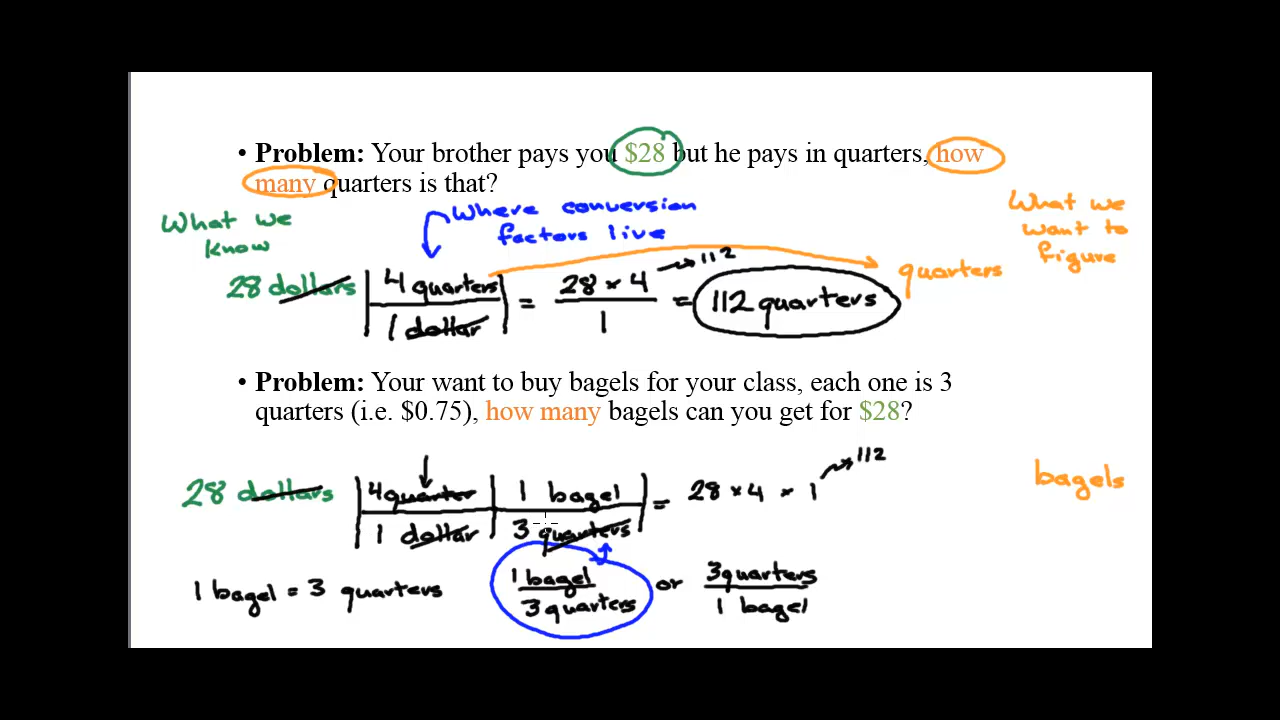 • Problem: Your brother pays you $28 but he pays in quarters, how
many quarters is that?
What we
know
Where conversion
factors live
What we
want to
figure
28 dollars | 4 quarters | = 28 × 4 → 112 = 112 quarters
1 dollar 1
quarters
• Problem: Your want to buy bagels for your class, each one is 3
quarters (i.e. $0.75), how many bagels can you get for $28?
28 dollars | 4 quarter | 1 bagel | = 28 × 4 × 1 → 112
1 dollar | 3 quarters
bagels
1 bagel = 3 quarters
1 bagel or 3 quarters
3 quarters 1 bagel